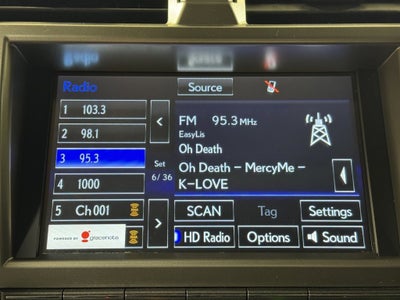 Radio
Source
1 103.3
2 98.1
3 95.3
4 1000
5 Ch 001
<
Set
6/36
>
FM 95.3 MHz
EasyLis
Oh Death
Oh Death – MercyMe –
K-LOVE
SCAN
Tag
Settings
POWERED BY gracenote
HD Radio
Options
Sound